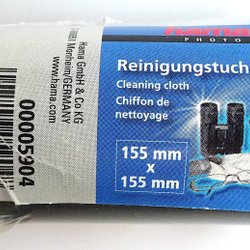 hama
PHOTO
Reinigungstuch
Cleaning cloth
Chiffon de
nettoyage
155 mm
x
155 mm
Hama GmbH & Co KG
Monheim/GERMANY
www.hama.com
00005904